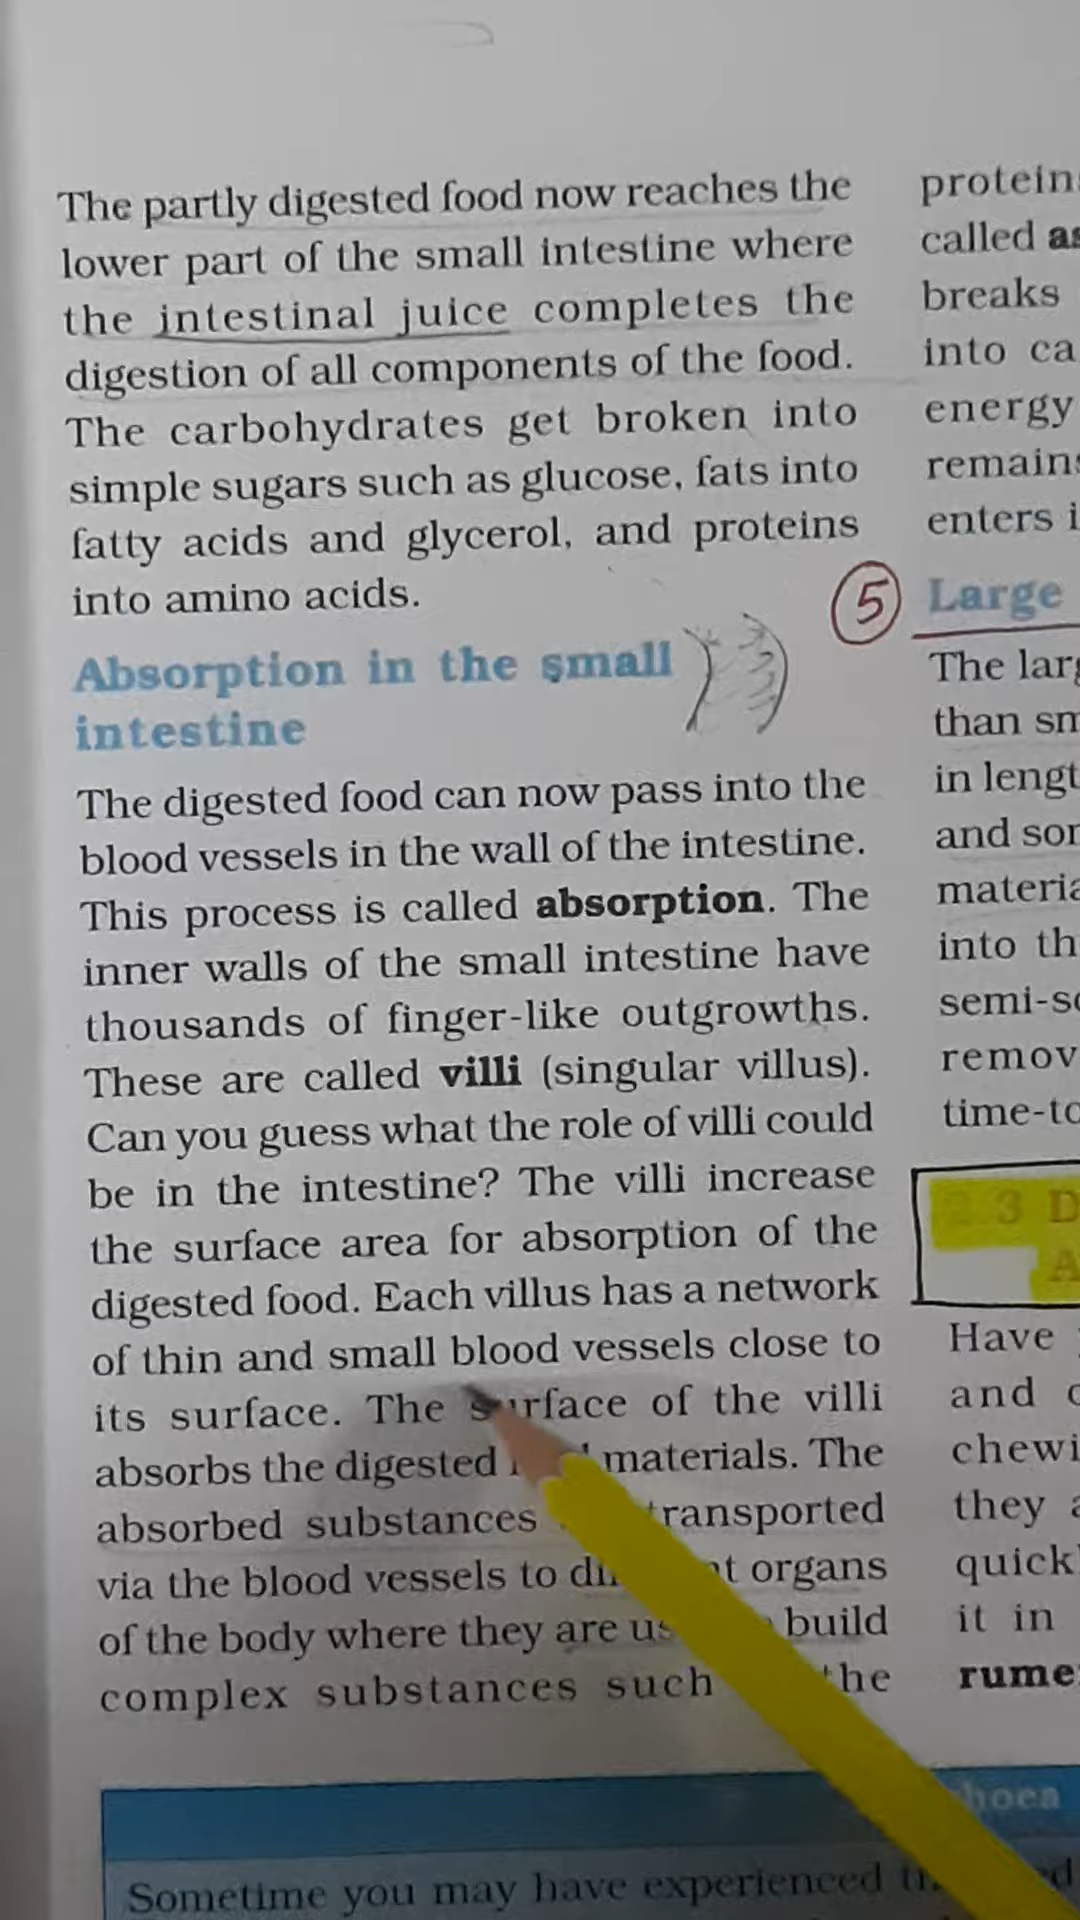 The partly digested food now reaches the
lower part of the small intestine where
the intestinal juice completes the
digestion of all components of the food.
The carbohydrates get broken into
simple sugars such as glucose, fats into
fatty acids and glycerol, and proteins
into amino acids.
Absorption in the small
intestine
The digested food can now pass into the
blood vessels in the wall of the intestine.
This process is called absorption. The
inner walls of the small intestine have
thousands of finger-like outgrowths.
These are called villi (singular villus).
Can you guess what the role of villi could
be in the intestine? The villi increase
the surface area for absorption of the
digested food. Each villus has a network
of thin and small blood vessels close to
its surface. The surface of the villi
absorbs the digested materials. The
absorbed substances transported
via the blood vessels to organs
of the body where they are build
complex substances such the
Sometime you may have experienced
protein
called
breaks
into ca
energy
remains
enters i
5 Large
The larg
than sm
in lengt
and son
materia
into th
semi-so
remov
time-to
3 D
A
Have
and c
chewi
they a
quick
it in
rume